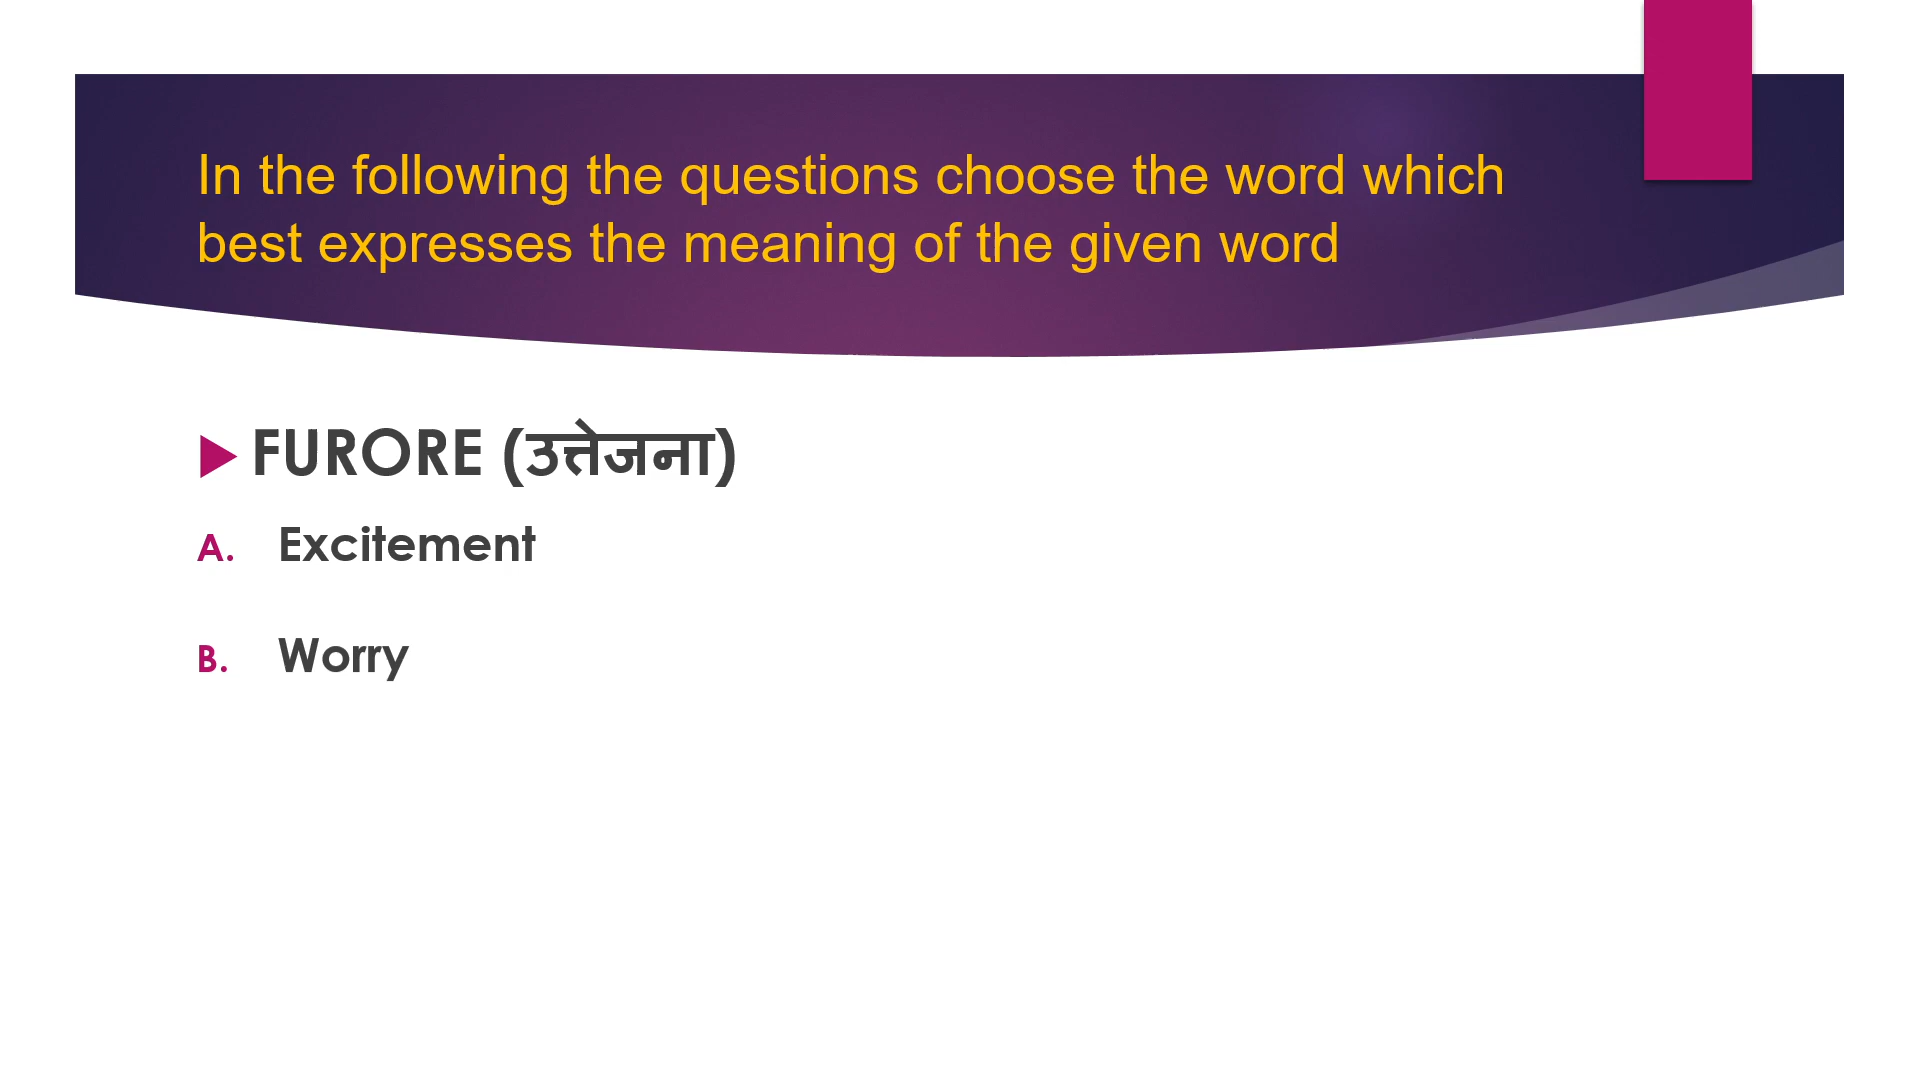 In the following the questions choose the word which
best expresses the meaning of the given word
FURORE (उत्तेजना)
A. Excitement
B. Worry